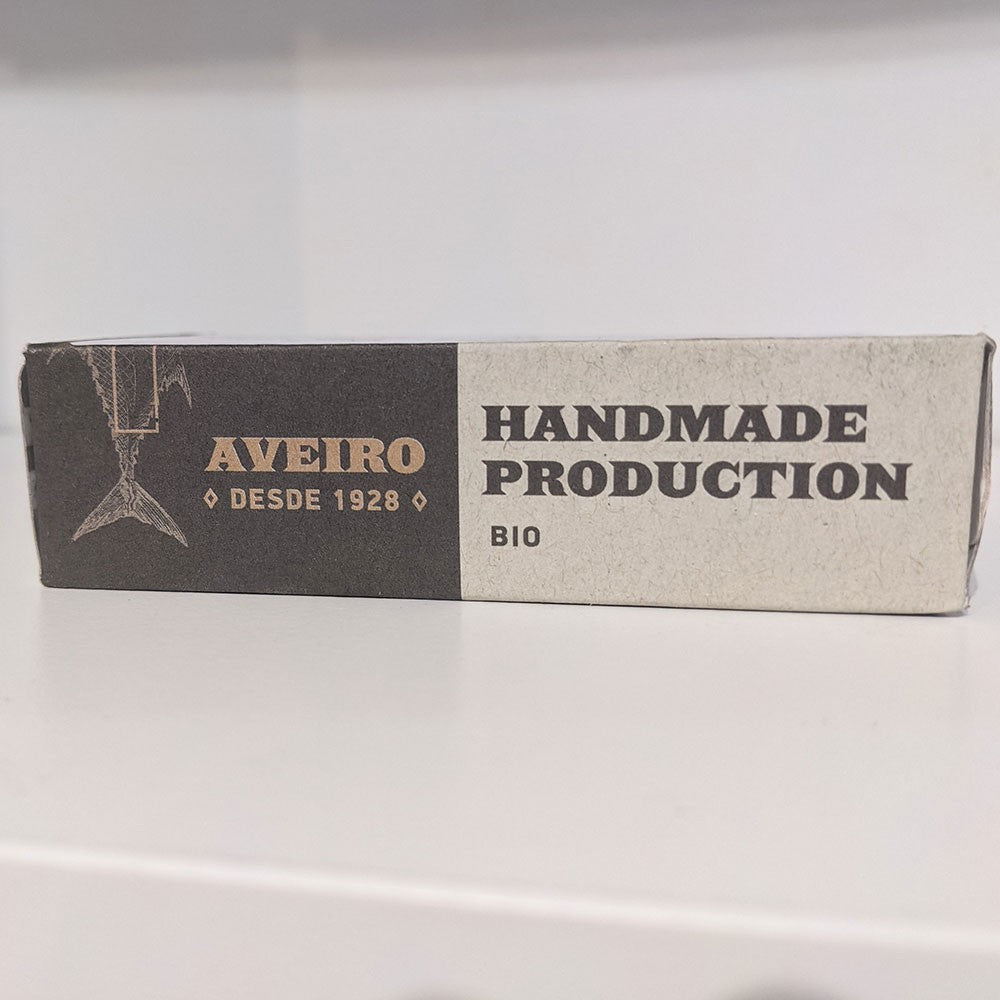 AVEIRO
◇ DESDE 1928 ◇
HANDMADE
PRODUCTION
BIO